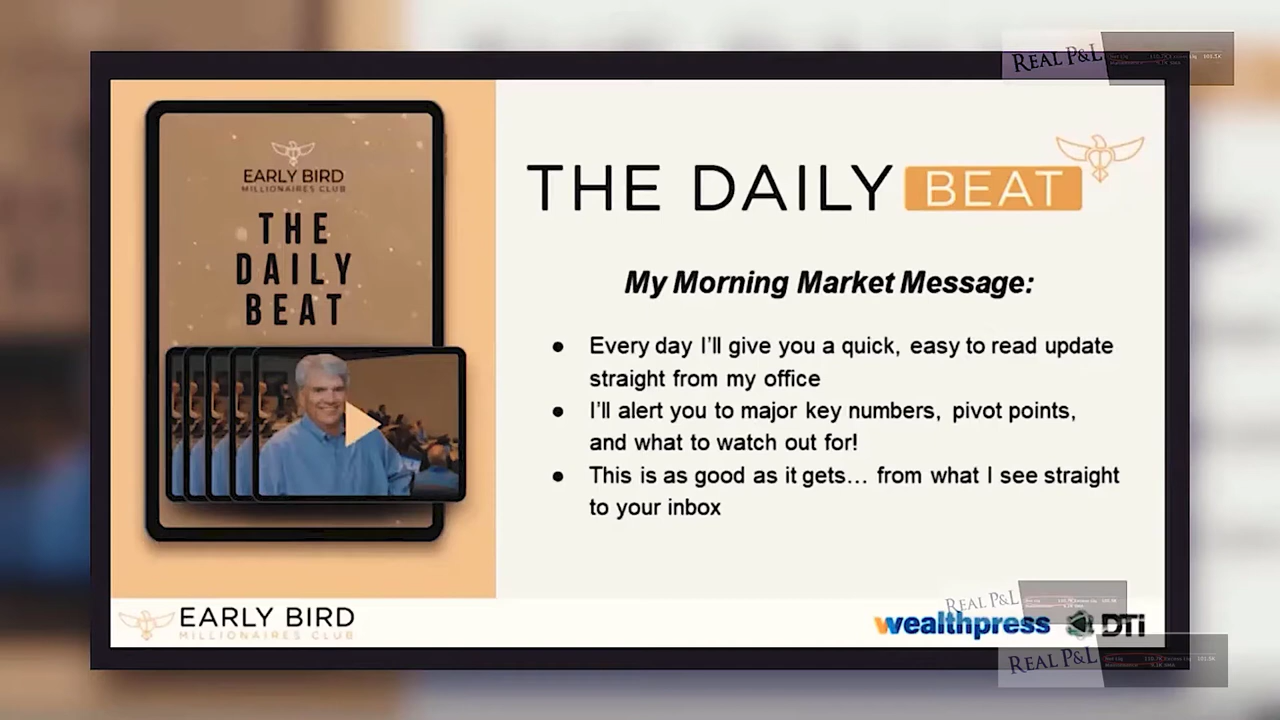 REAL P&L
EARLY BIRD
MILLIONAIRES CLUB
THE
DAILY
BEAT
THE DAILY BEAT
My Morning Market Message:
● Every day I’ll give you a quick, easy to read update
straight from my office
● I’ll alert you to major key numbers, pivot points,
and what to watch out for!
● This is as good as it gets… from what I see straight
to your inbox
EARLY BIRD
MILLIONAIRES CLUB
REAL P&L
wealthpress DTi
REAL P&L